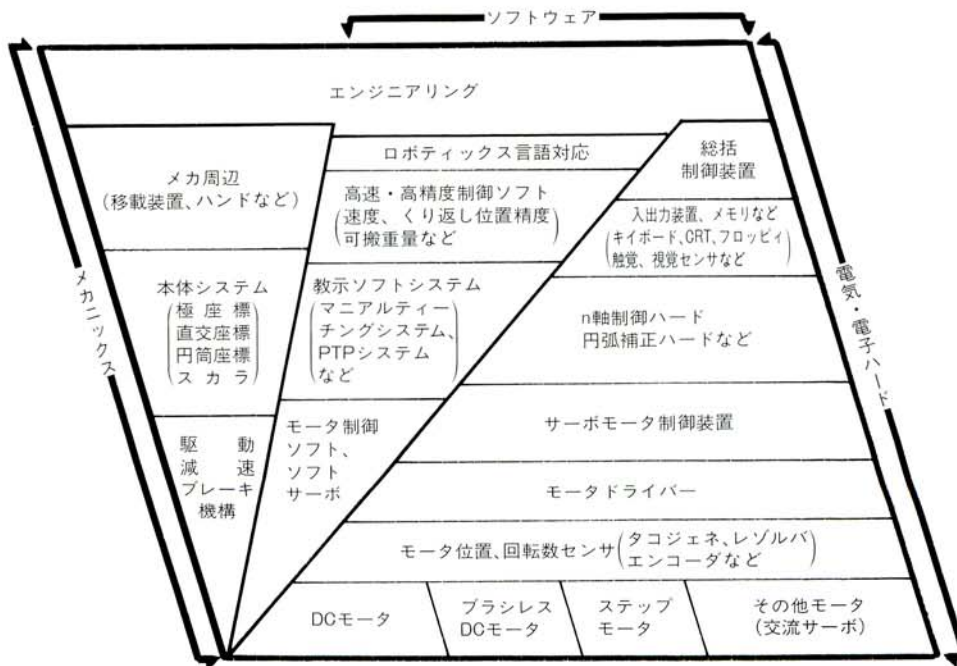 ソフトウェア
エンジニアリング
メカニックス
メカ周辺
(移載装置、ハンドなど)
本体システム
(極座標
直交座標
円筒座標
スカラ)
駆動
減速
ブレーキ
機構
ロボティックス言語対応
高速・高精度制御ソフト
(速度、くり返し位置精度
可搬重量など)
教示ソフトシステム
(マニアルティー
チングシステム、
PTPシステム
など)
モータ制御
ソフト、
ソフト
サーボ
総括
制御装置
入出力装置、メモリなど
(キイボード、CRT、フロッピィ
触覚、視覚センサなど)
n軸制御ハード
円弧補正ハードなど
サーボモータ制御装置
モータドライバー
モータ位置、回転数センサ(タコジェネ、レゾルバ
エンコーダなど)
DCモータ
ブラシレス
DCモータ
ステップ
モータ
その他モータ
(交流サーボ)
電気・電子ハード